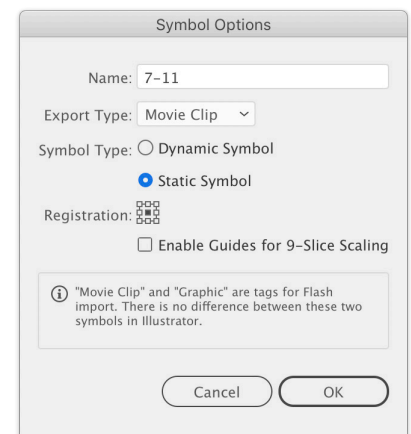 Symbol Options
Name: 7-11
Export Type: Movie Clip
Symbol Type: Dynamic Symbol
Static Symbol
Registration:
Enable Guides for 9-Slice Scaling
"Movie Clip" and "Graphic" are tags for Flash
import. There is no difference between these two
symbols in Illustrator.
Cancel OK